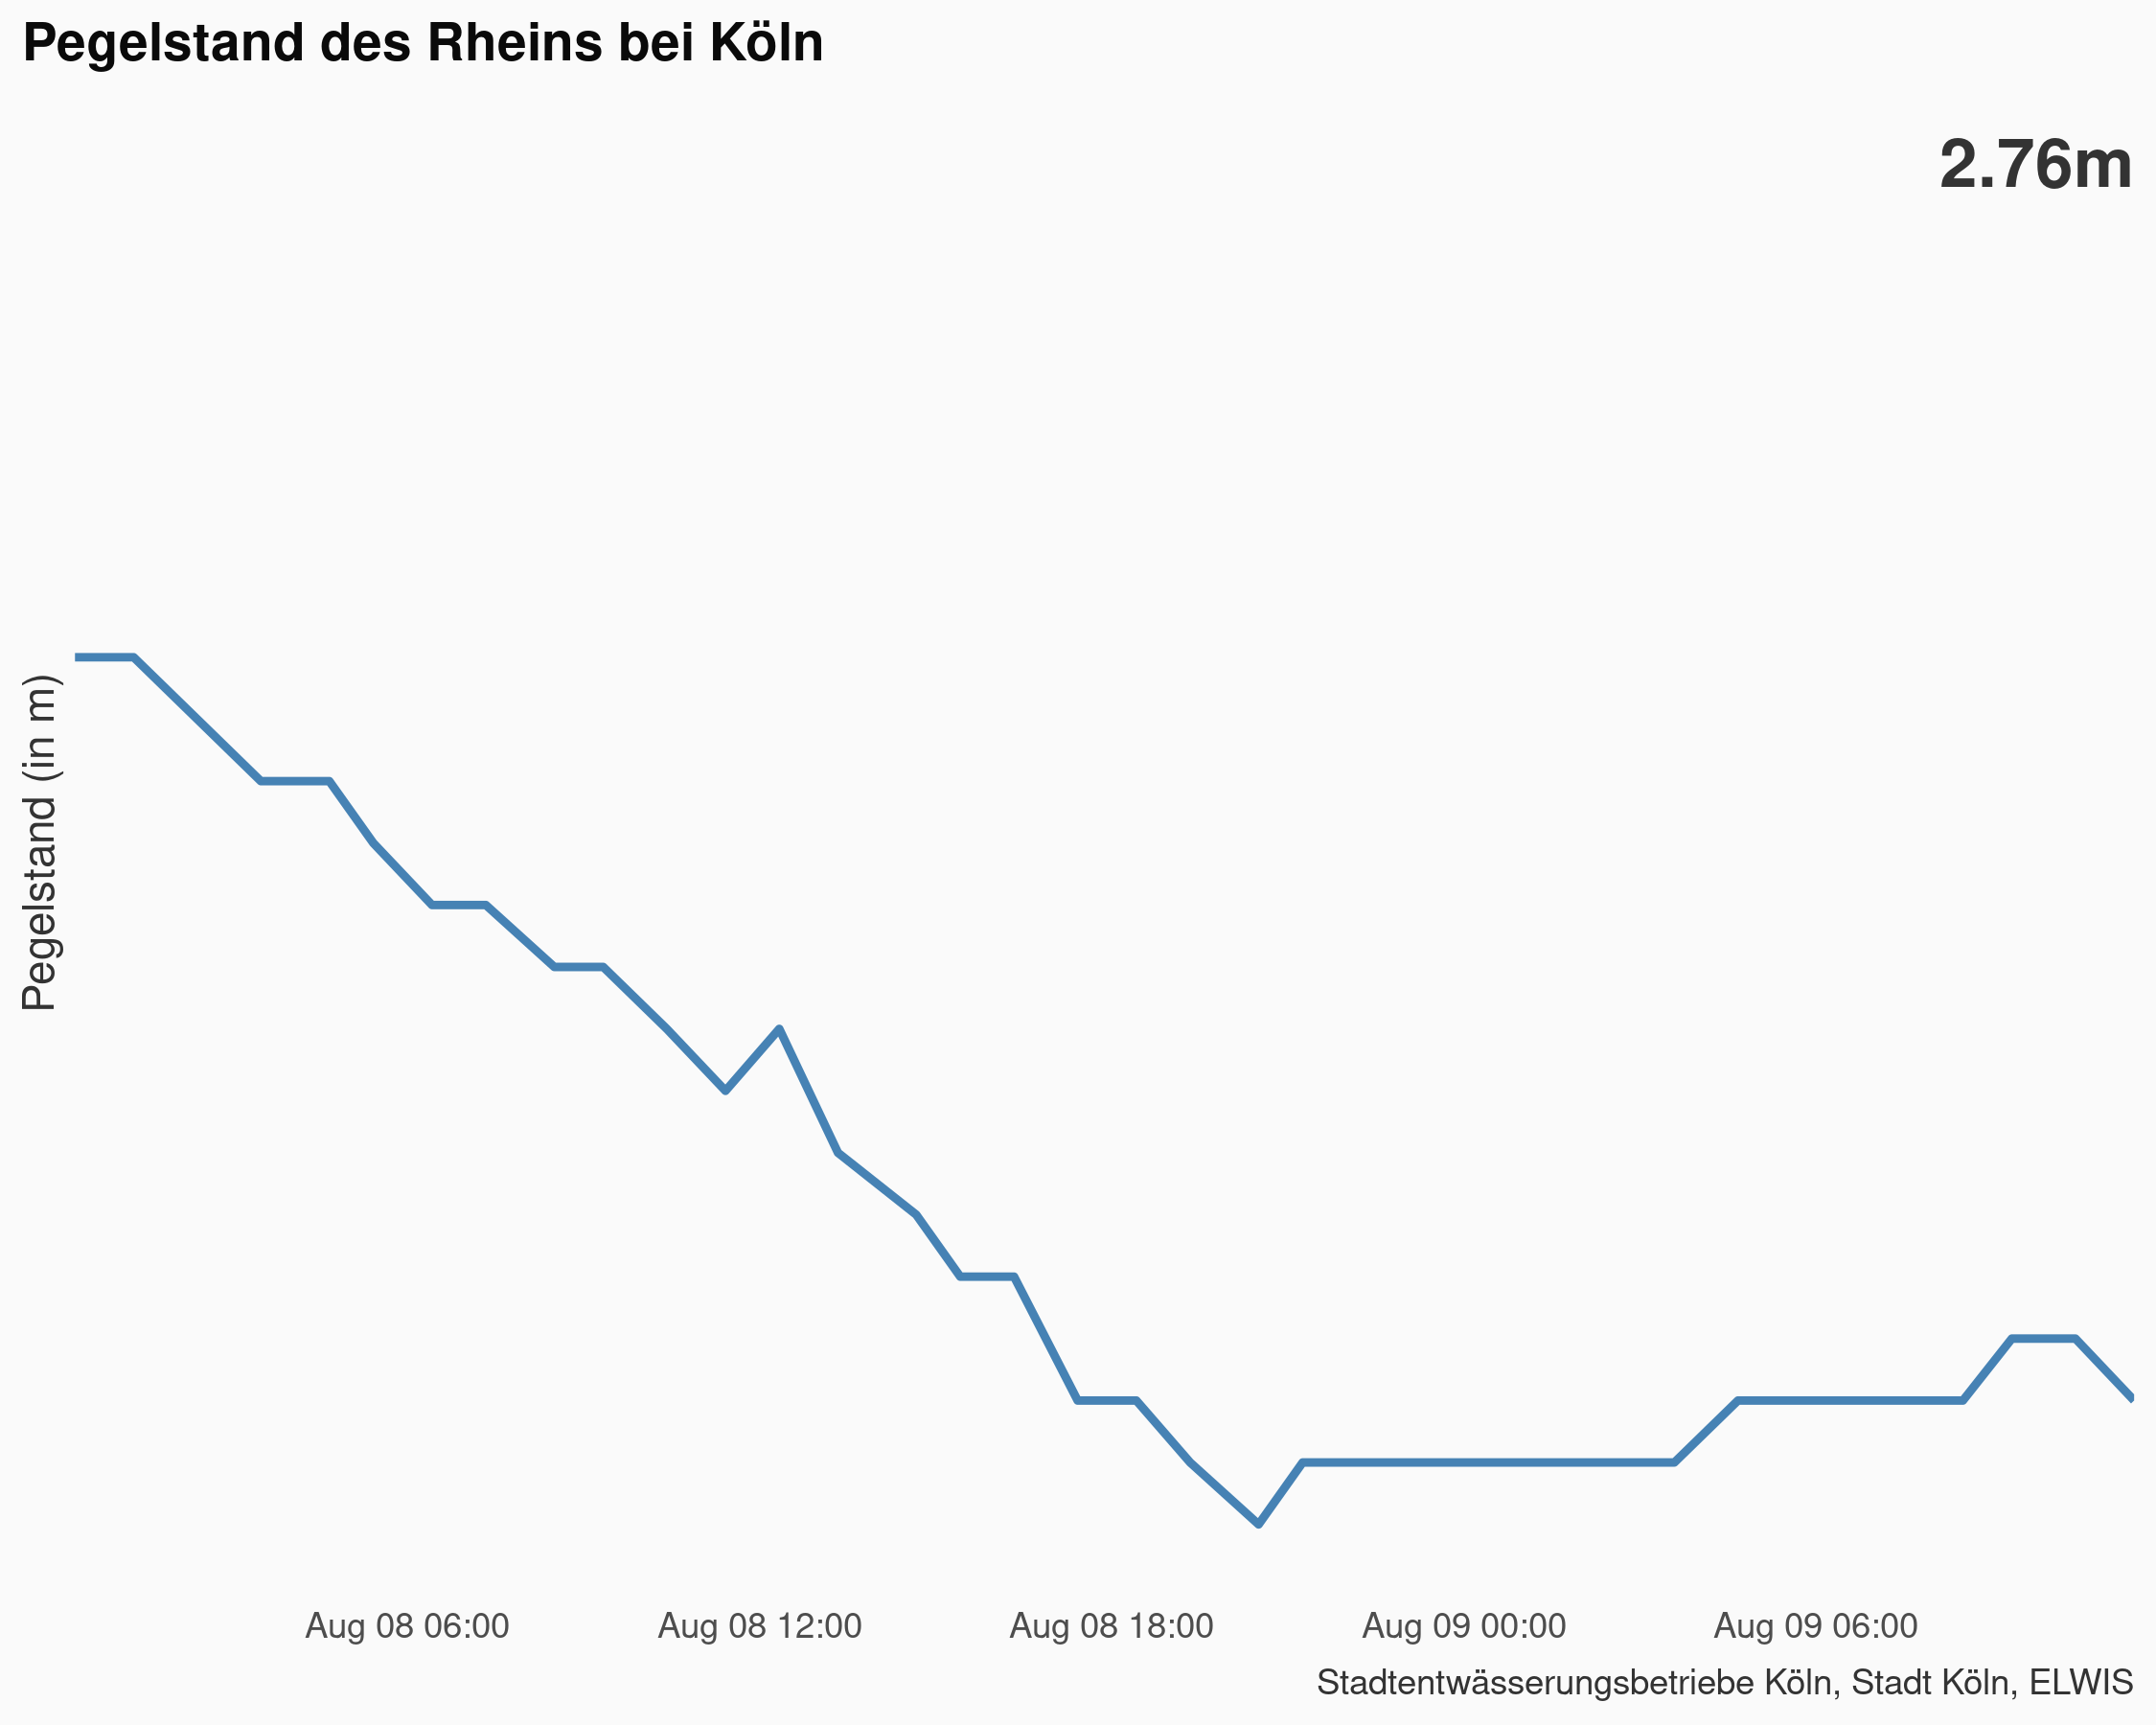 Pegelstand des Rheins bei Köln
2.76m
Pegelstand (in m)
Aug 08 06:00
Aug 08 12:00
Aug 08 18:00
Aug 09 00:00
Aug 09 06:00
Stadtentwässerungsbetriebe Köln, Stadt Köln, ELWIS